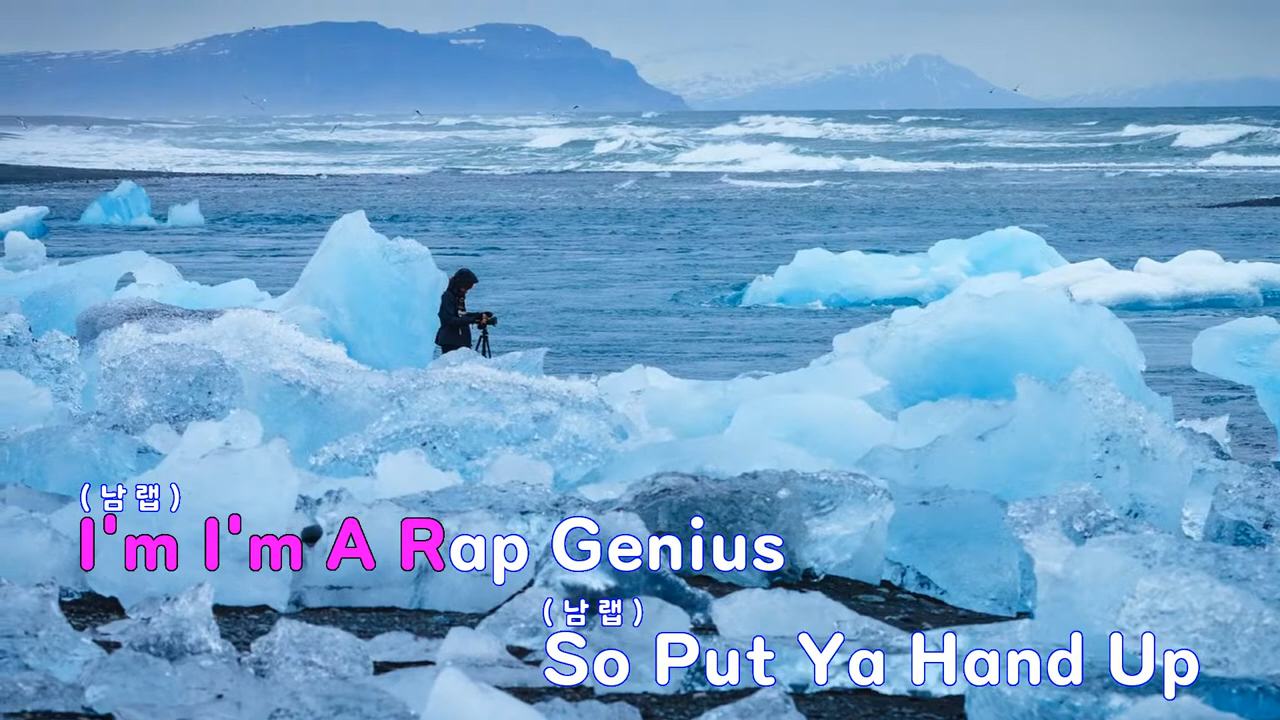 (남랩)
I'm I'm A Rap Genius
(남랩)
So Put Ya Hand Up